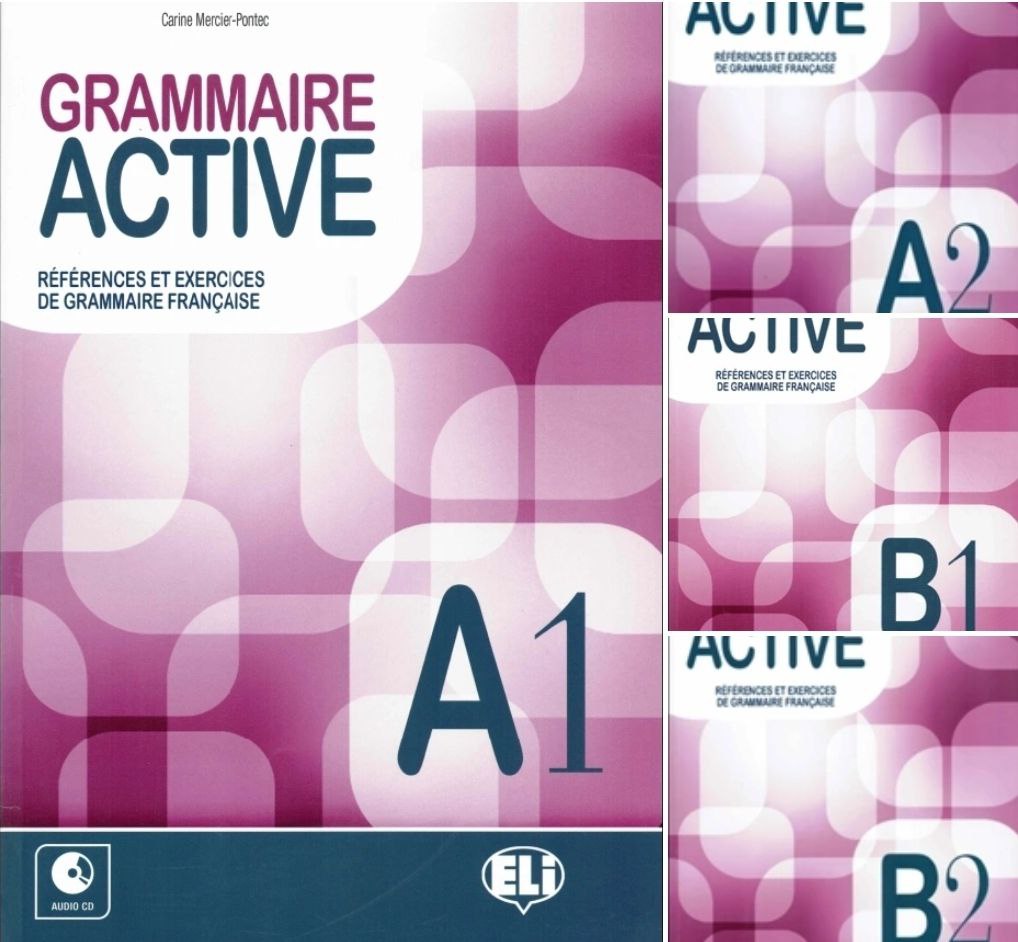 Carine Mercier-Pontec
GRAMMAIRE
ACTIVE
RÉFÉRENCES ET EXERCICES
DE GRAMMAIRE FRANÇAISE
A1
AUDIO CD
ELi
ACTIVE
RÉFÉRENCES ET EXERCICES
DE GRAMMAIRE FRANÇAISE
A2
ACTIVE
RÉFÉRENCES ET EXERCICES
DE GRAMMAIRE FRANÇAISE
B1
ACTIVE
RÉFÉRENCES ET EXERCICES
DE GRAMMAIRE FRANÇAISE
B2